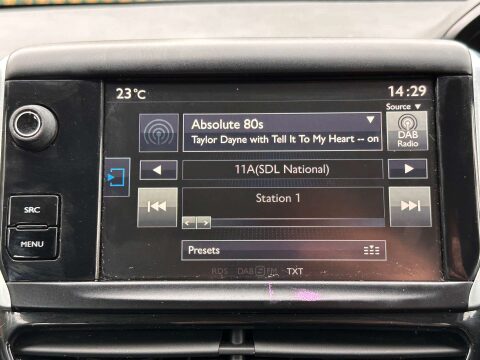 23°C
14:29
Source ▼
Absolute 80s
Taylor Dayne with Tell It To My Heart -- on
DAB
Radio
11A(SDL National)
SRC
MENU
Station 1
Presets
RDS DAB FM TXT